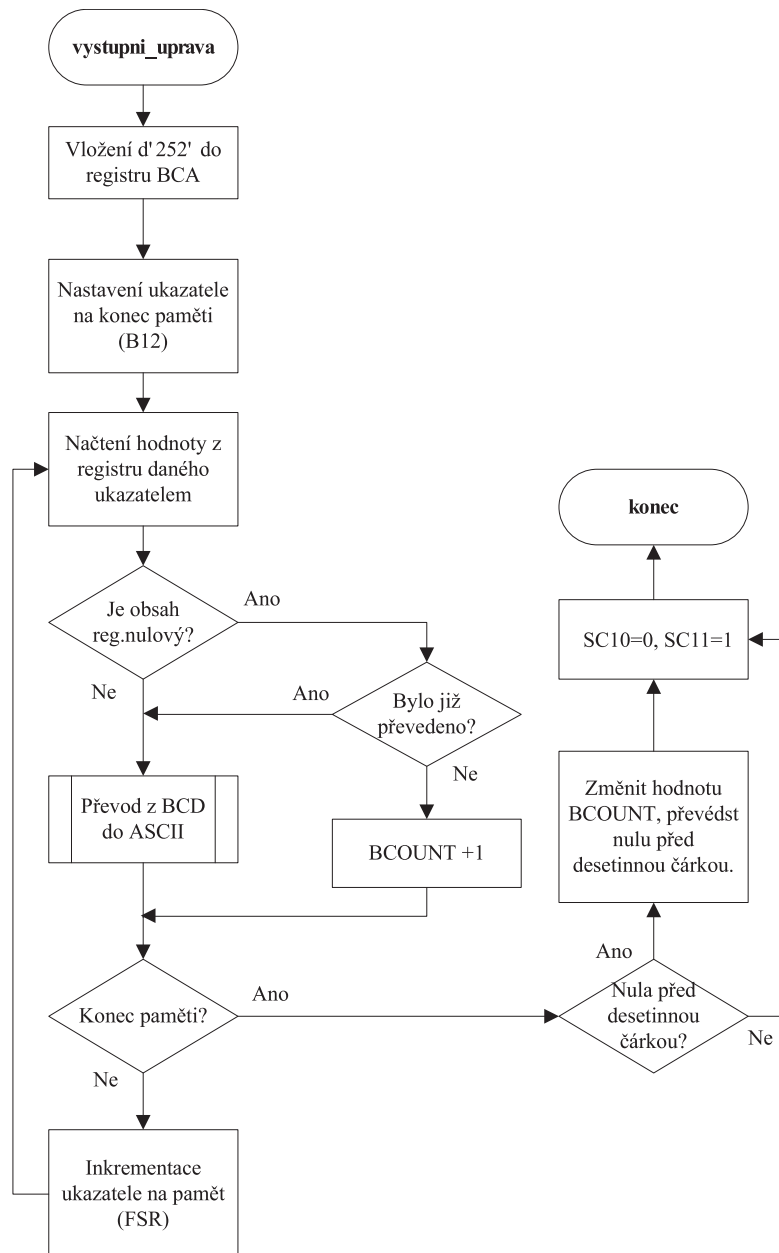 vystupni_uprava
Vložení d'252' do
registru BCA
Nastavení ukazatele
na konec paměti
(B12)
Načtení hodnoty z
registru daného
ukazatelem
Je obsah
reg.nulový?
Ano
Ne
Bylo již
převedeno?
Ano
Ne
Převod z BCD
do ASCII
BCOUNT +1
Konec paměti?
Ano
Ne
Inkrementace
ukazatele na pamět
(FSR)
Nula před
desetinnou
čárkou?
Ano
Ne
Změnit hodnotu
BCOUNT, převédst
nulu před
desetinnou čárkou.
SC10=0, SC11=1
konec